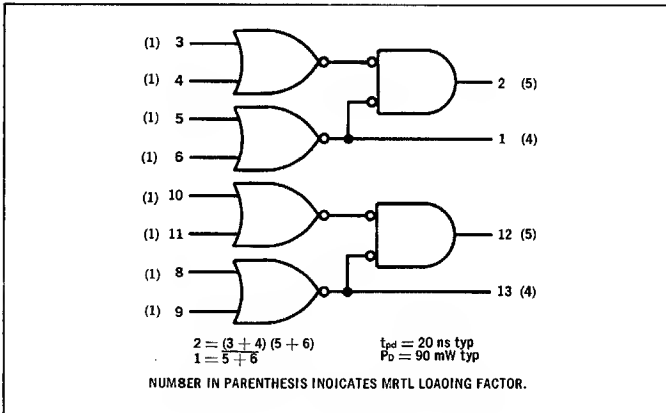 (1) 3
(1) 4
2 (5)
(1) 5
1 (4)
(1) 6
(1) 10
(1) 11
12 (5)
(1) 8
13 (4)
(1) 9
2 = (3 + 4) (5 + 6)
tpd = 20 ns typ
1 = 5 + 6
PD = 90 mW typ
NUMBER IN PARENTHESIS INDICATES MRTL LOADING FACTOR.